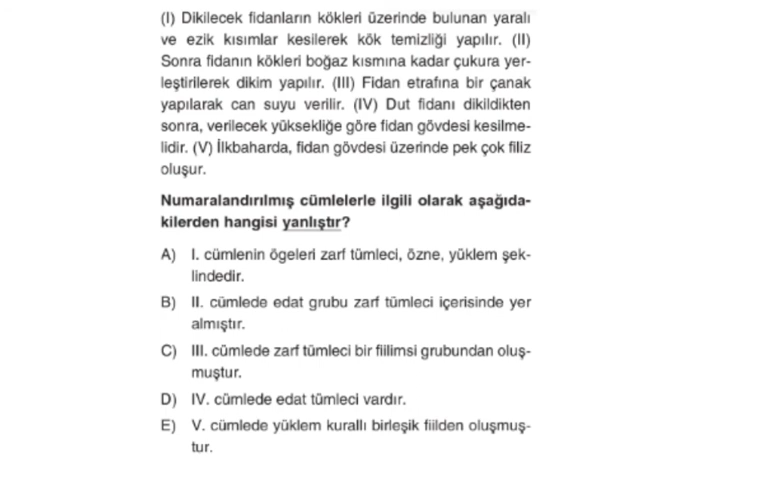 (I) Dikilecek fidanların kökleri üzerinde bulunan yaralı
ve ezik kısımlar kesilerek kök temizliği yapılır. (II)
Sonra fidanın kökleri boğaz kısmına kadar çukura yer-
leştirilerek dikim yapılır. (III) Fidan etrafına bir çanak
yapılarak can suyu verilir. (IV) Dut fidanı dikildikten
sonra, verilecek yüksekliğe göre fidan gövdesi kesilme-
lidir. (V) İlkbaharda, fidan gövdesi üzerinde pek çok filiz
oluşur.
Numaralandırılmış cümlelerle ilgili olarak aşağıda-
kilerden hangisi yanlıştır?
A) I. cümlenin ögeleri zarf tümleci, özne, yüklem şek-
lindedir.
B) II. cümlede edat grubu zarf tümleci içerisinde yer
almıştır.
C) III. cümlede zarf tümleci bir fiilimsi grubundan oluş-
muştur.
D) IV. cümlede edat tümleci vardır.
E) V. cümlede yüklem kurallı birleşik fiilden oluşmuş-
tur.